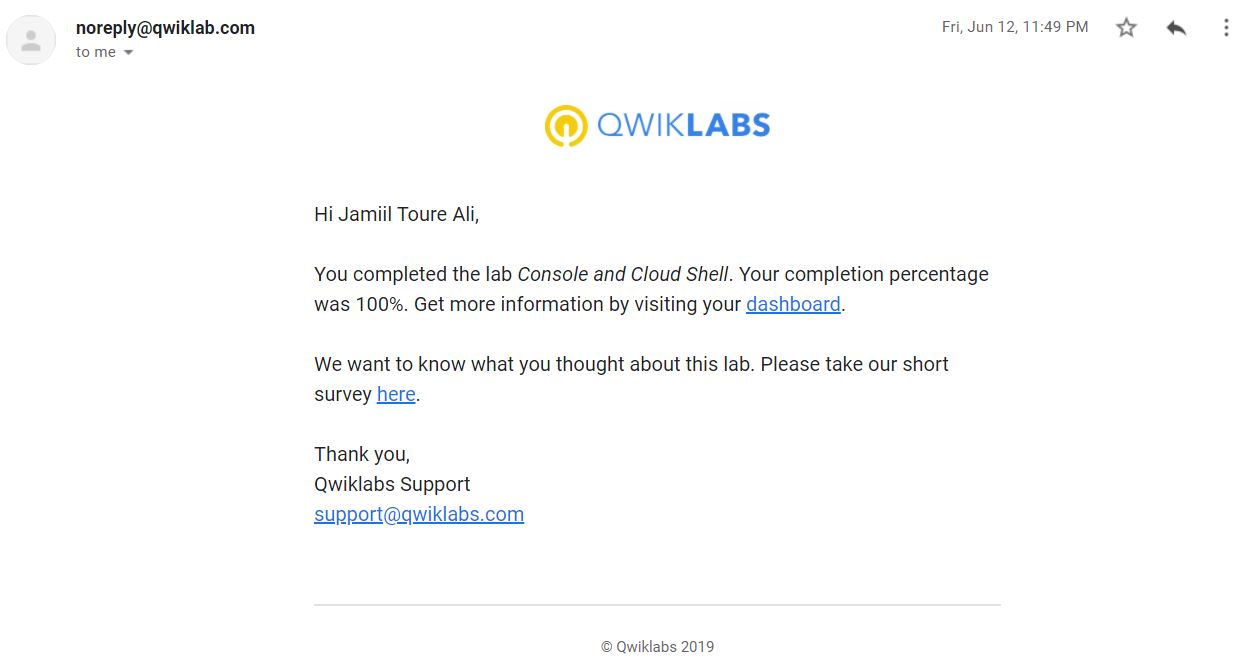 noreply@qwiklab.com
Fri, Jun 12, 11:49 PM
to me
QWIKLABS
Hi Jamiil Toure Ali,
You completed the lab Console and Cloud Shell. Your completion percentage
was 100%. Get more information by visiting your dashboard.
We want to know what you thought about this lab. Please take our short
survey here.
Thank you,
Qwiklabs Support
support@qwiklabs.com
© Qwiklabs 2019